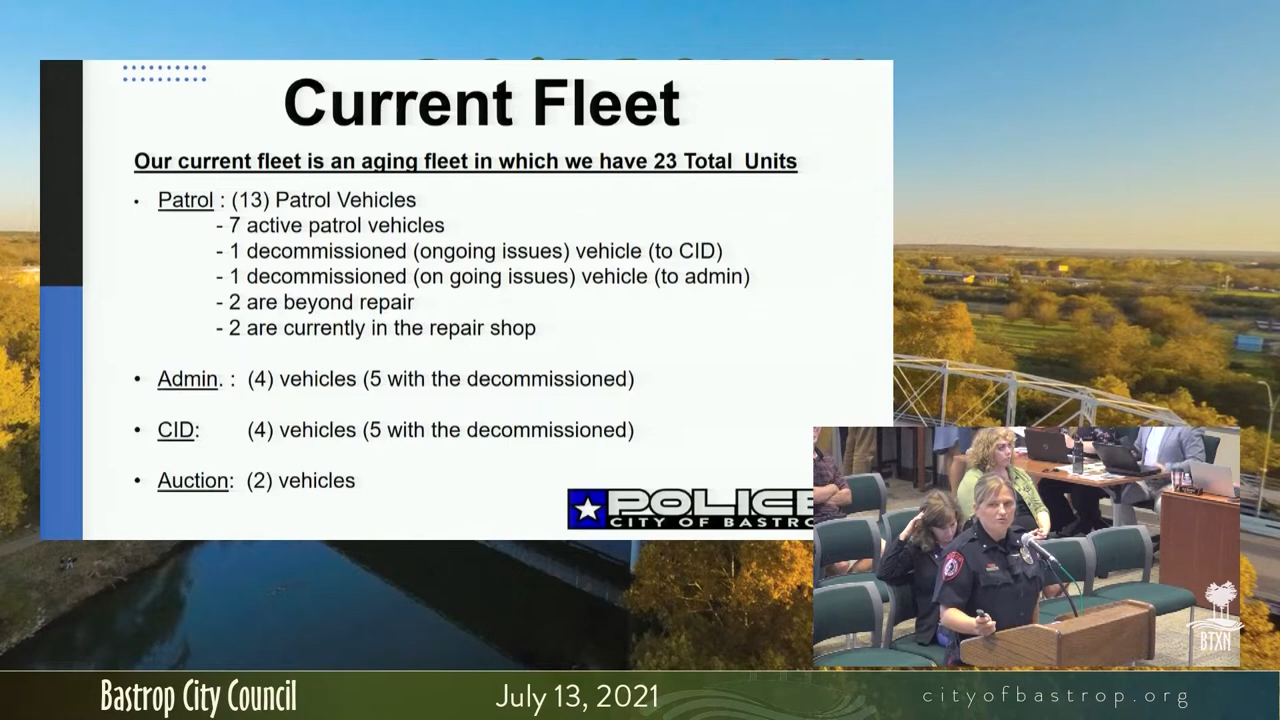 Current Fleet
Our current fleet is an aging fleet in which we have 23 Total Units
• Patrol : (13) Patrol Vehicles
- 7 active patrol vehicles
- 1 decommissioned (ongoing issues) vehicle (to CID)
- 1 decommissioned (on going issues) vehicle (to admin)
- 2 are beyond repair
- 2 are currently in the repair shop
• Admin. : (4) vehicles (5 with the decommissioned)
• CID: (4) vehicles (5 with the decommissioned)
• Auction: (2) vehicles
POLICE
CITY OF BASTRO
BTXN
Bastrop City Council
July 13, 2021
cityofbastrop.org